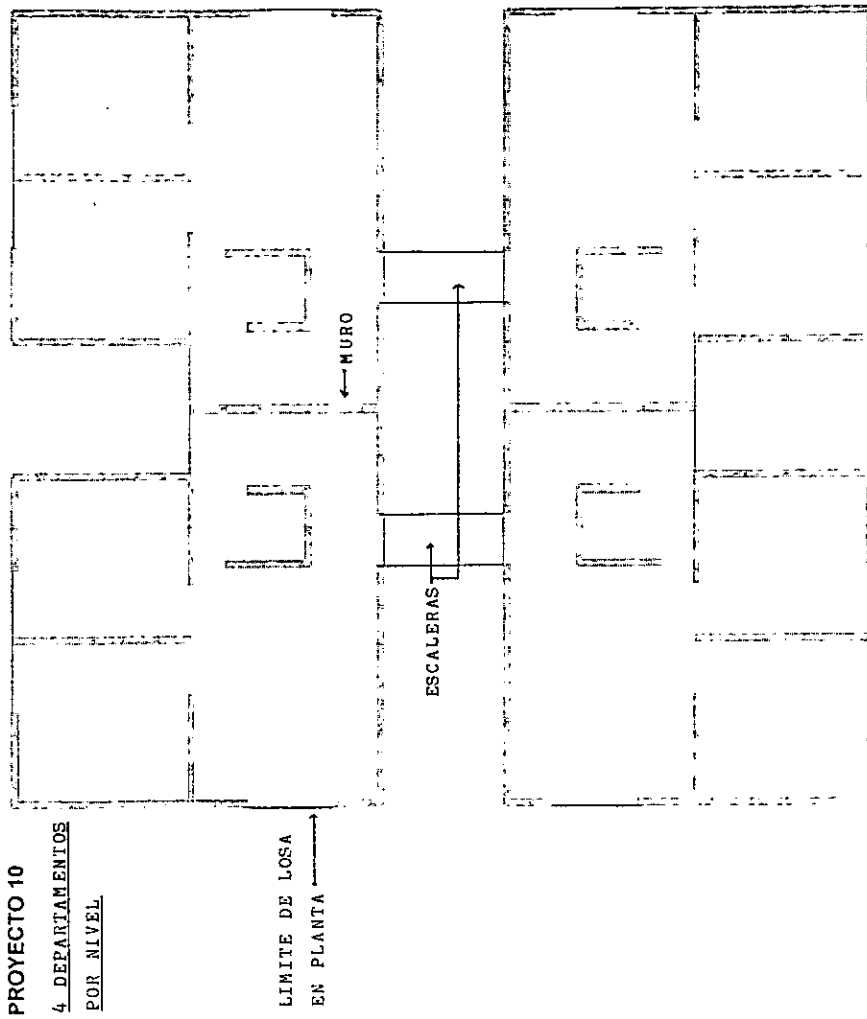 PROYECTO 10
4 DEPARTAMENTOS
POR NIVEL
LIMITE DE LOSA
EN PLANTA
ESCALERAS
MURO